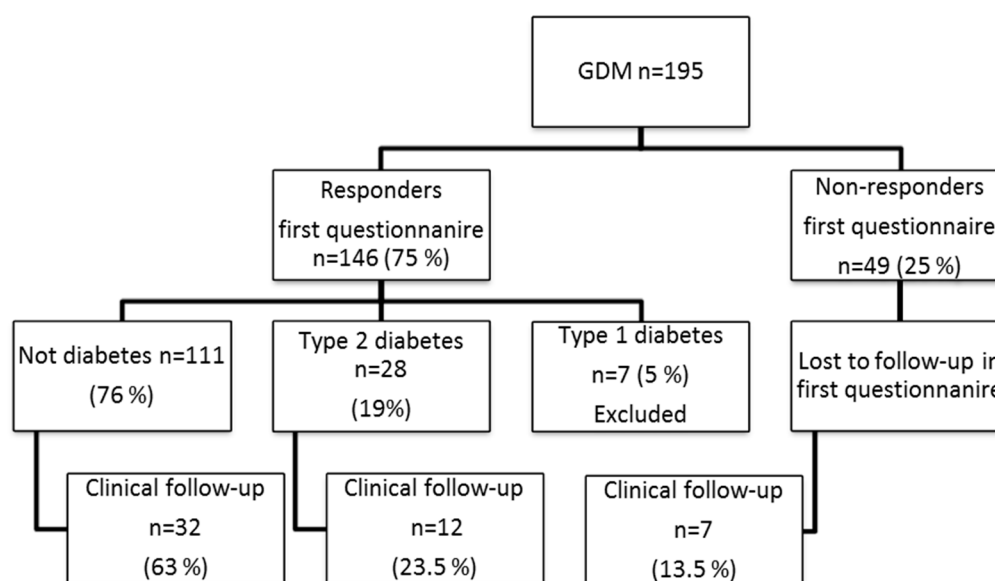 GDM n=195
Responders
first questionnanire
n=146 (75 %)
Non-responders
first questionnaire
n=49 (25 %)
Not diabetes n=111
(76 %)
Type 2 diabetes
n=28
(19%)
Type 1 diabetes
n=7 (5 %)
Excluded
Lost to follow-up in
first questionnanire
Clinical follow-up
n=32
(63 %)
Clinical follow-up
n=12
(23.5 %)
Clinical follow-up
n=7
(13.5 %)